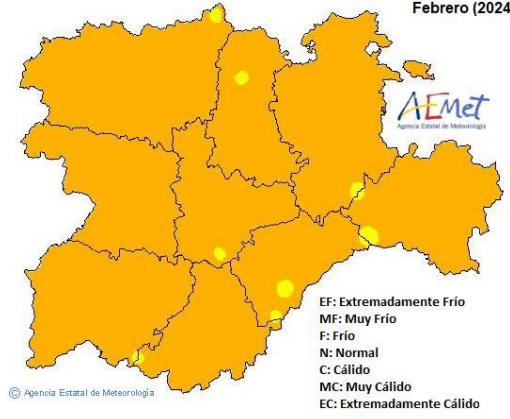 Febrero (2024
AEMet
Agencia Estatal de Meteorología
EF: Extremadamente Frío
MF: Muy Frío
F: Frío
N: Normal
C: Cálido
MC: Muy Cálido
EC: Extremadamente Cálido
© Agencia Estatal de Meteorología